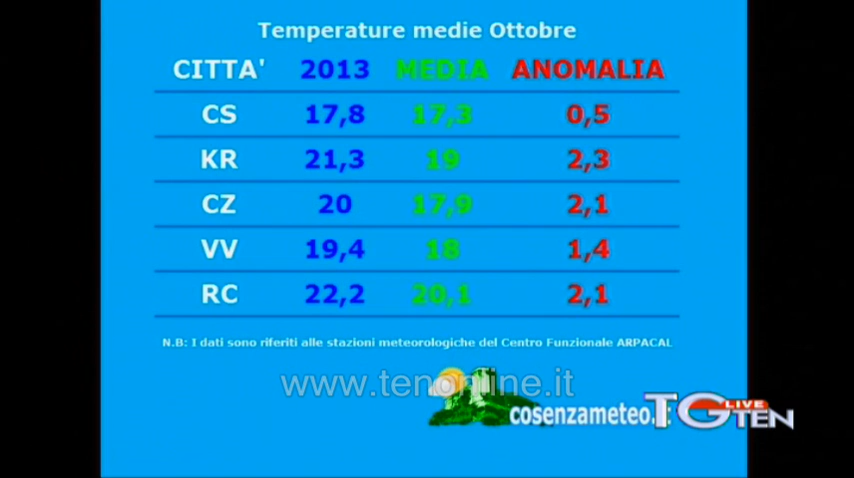 Temperature medie Ottobre
CITTA' 2013 MEDIA ANOMALIA
CS 17,8 17,3 0,5
KR 21,3 19 2,3
CZ 20 17,9 2,1
VV 19,4 18 1,4
RC 22,2 20,1 2,1
N.B: I dati sono riferiti alle stazioni meteorologiche del Centro Funzionale ARPACAL
www.tenonline.it
cosenzameteo.
TG LIVE TEN